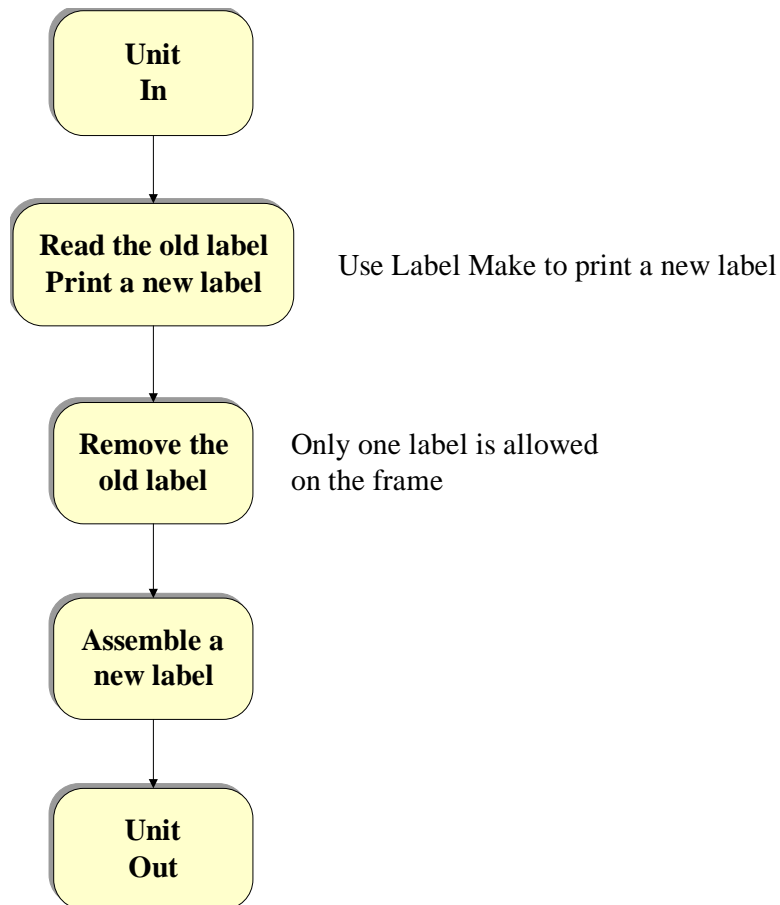 Unit
In
Read the old label
Print a new label
Use Label Make to print a new label
Remove the
old label
Only one label is allowed
on the frame
Assemble a
new label
Unit
Out